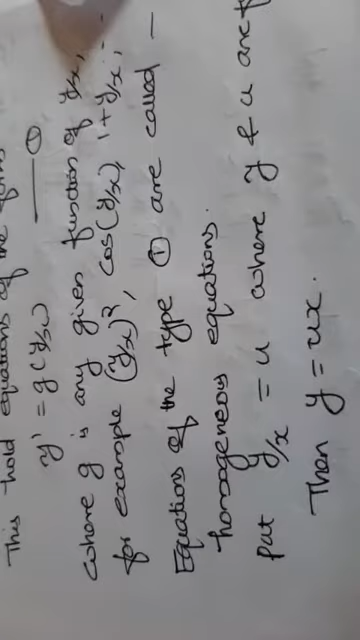 This hold equations of the form
y' = g(y/x) —— ①
where g is any given function of y/x,
for example (y/x)², cos(y/x), 1+y/x,
Equations of the type ① are called —
homogeneous equations.
put y/x = u where y & u are
Then y = ux.